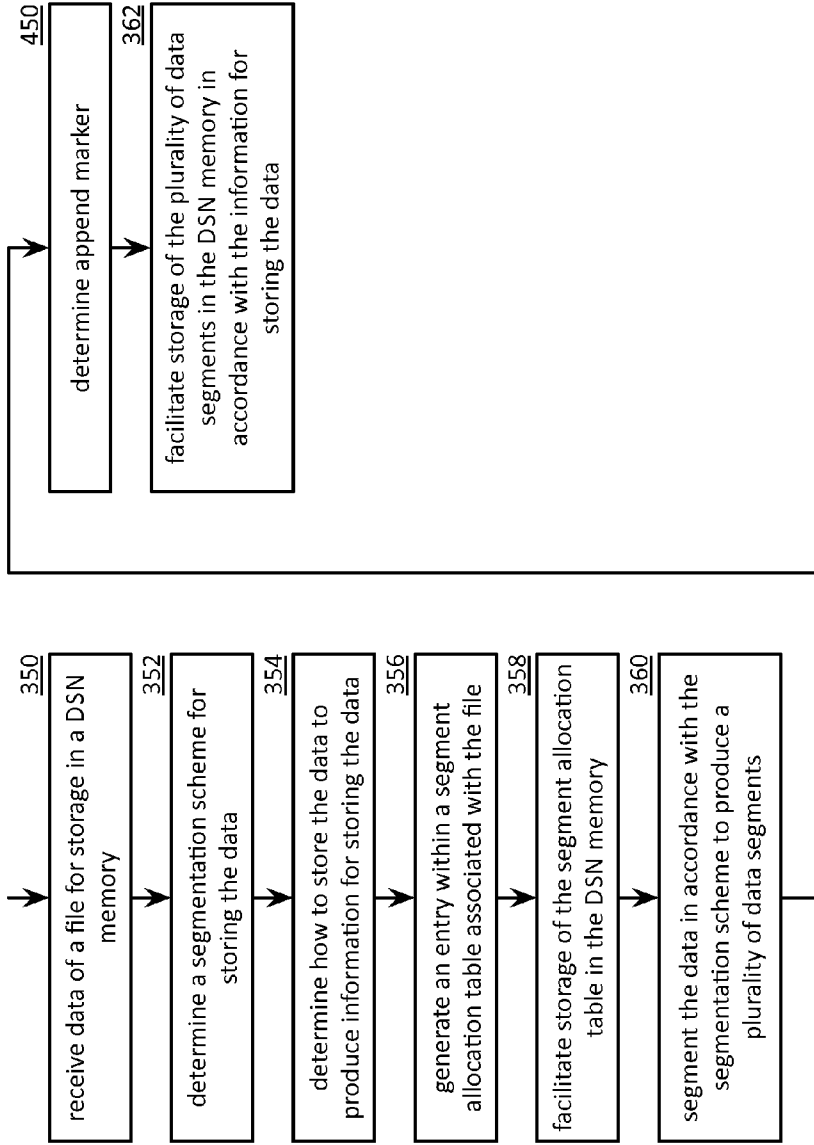 350
receive data of a file for storage in a DSN
memory
352
determine a segmentation scheme for
storing the data
354
determine how to store the data to
produce information for storing the data
356
generate an entry within a segment
allocation table associated with the file
358
facilitate storage of the segment allocation
table in the DSN memory
360
segment the data in accordance with the
segmentation scheme to produce a
plurality of data segments
450
determine append marker
362
facilitate storage of the plurality of data
segments in the DSN memory in
accordance with the information for
storing the data